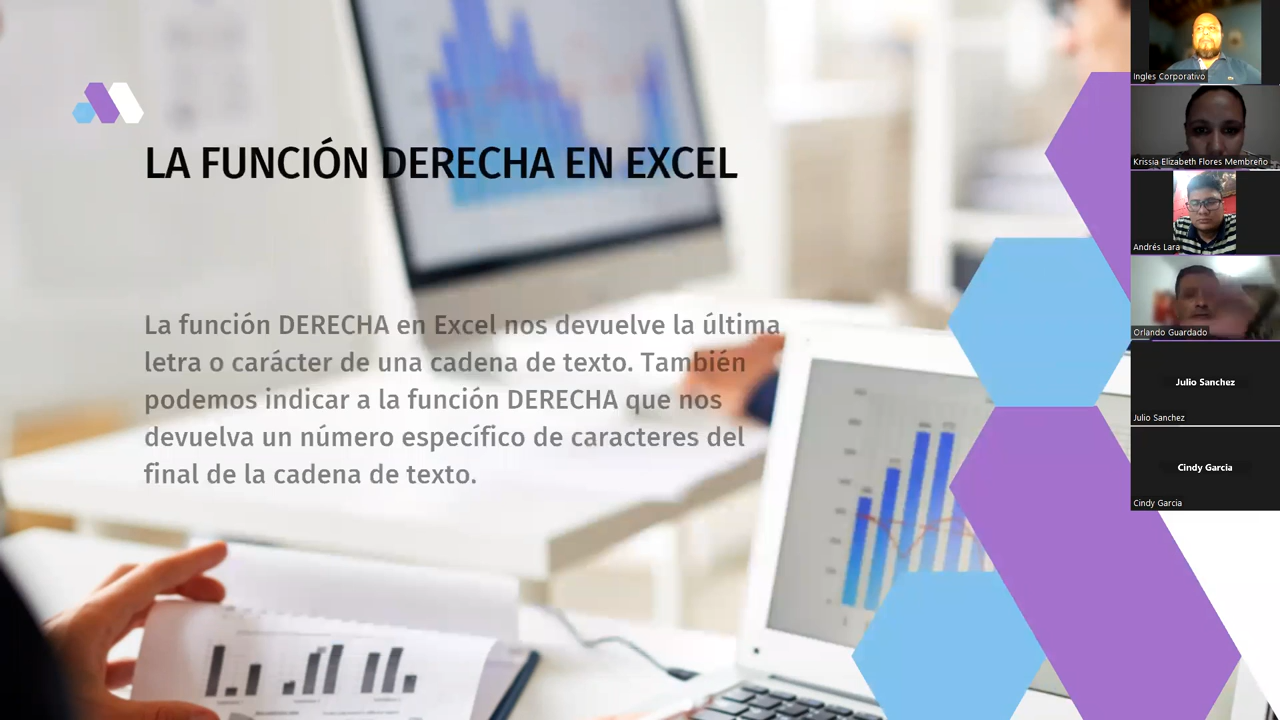 LA FUNCIÓN DERECHA EN EXCEL
La función DERECHA en Excel nos devuelve la última
letra o carácter de una cadena de texto. También
podemos indicar a la función DERECHA que nos
devuelva un número específico de caracteres del
final de la cadena de texto.
Ingles Corporativo
Krissia Elizabeth Flores Membreño
Andrés Lara
Orlando Guardado
Julio Sanchez
Julio Sanchez
Cindy Garcia
Cindy Garcia